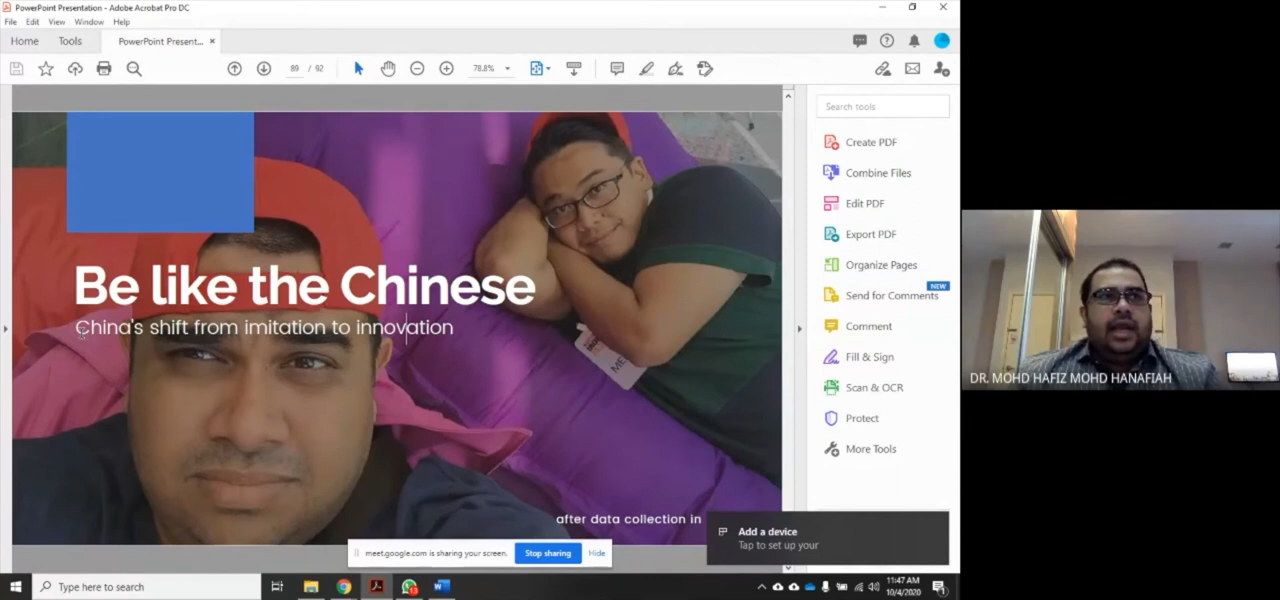 PowerPoint Presentation - Adobe Acrobat Pro DC
File Edit View Window Help
Home Tools PowerPoint Present... ×
89 / 92 78.8%
Search tools
Create PDF
Combine Files
Edit PDF
Export PDF
Organize Pages
NEW
Send for Comments
Comment
Fill & Sign
Scan & OCR
Protect
More Tools
Be like the Chinese
China's shift from imitation to innovation
ME
after data collection in
Add a device
Tap to set up your
meet.google.com is sharing your screen. Stop sharing Hide
DR. MOHD HAFIZ MOHD HANAFIAH
Type here to search
13
11:47 AM
10/4/2020
1